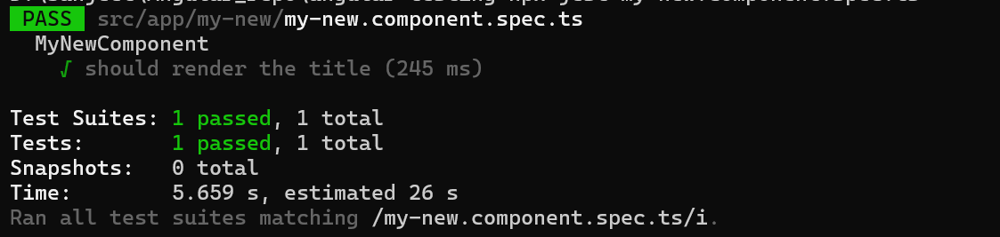 PASS src/app/my-new/my-new.component.spec.ts
MyNewComponent
√ should render the title (245 ms)
Test Suites: 1 passed, 1 total
Tests: 1 passed, 1 total
Snapshots: 0 total
Time: 5.659 s, estimated 26 s
Ran all test suites matching /my-new.component.spec.ts/i.